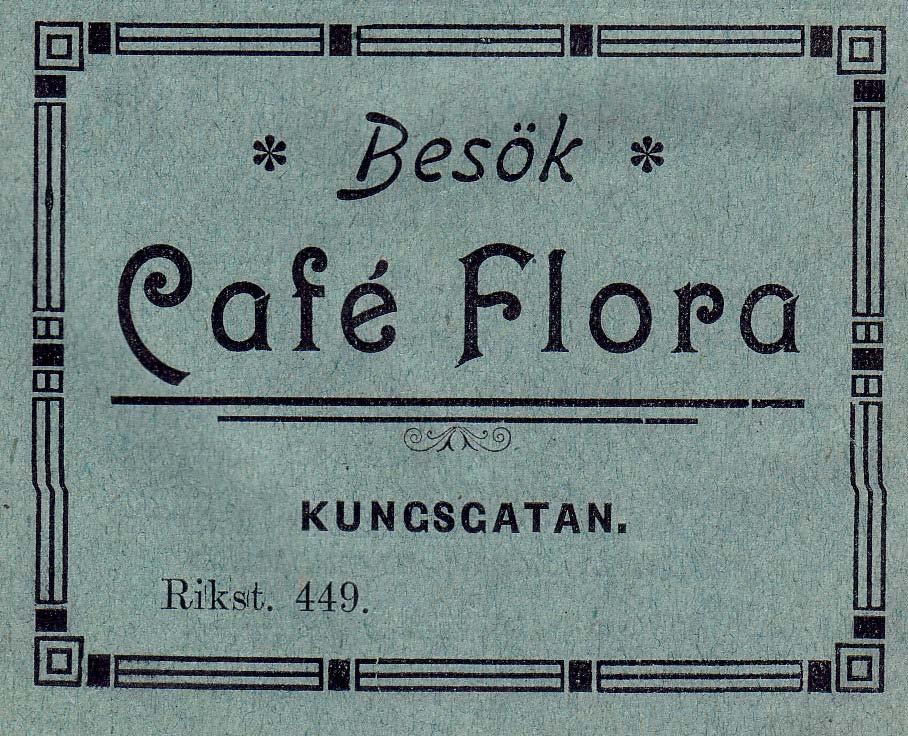 * Besök *
Café Flora
KUNGSGATAN.
Rikst. 449.